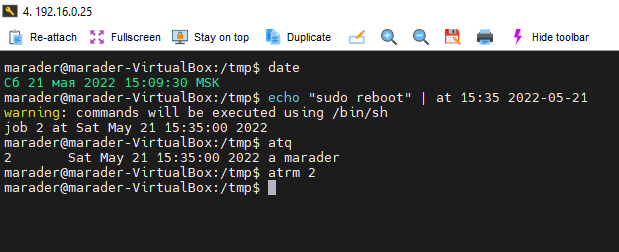 4. 192.16.0.25
Re-attach Fullscreen Stay on top Duplicate Hide toolbar
marader@marader-VirtualBox:/tmp$ date
Сб 21 мая 2022 15:09:30 MSK
marader@marader-VirtualBox:/tmp$ echo "sudo reboot" | at 15:35 2022-05-21
warning: commands will be executed using /bin/sh
job 2 at Sat May 21 15:35:00 2022
marader@marader-VirtualBox:/tmp$ atq
2       Sat May 21 15:35:00 2022 a marader
marader@marader-VirtualBox:/tmp$ atrm 2
marader@marader-VirtualBox:/tmp$